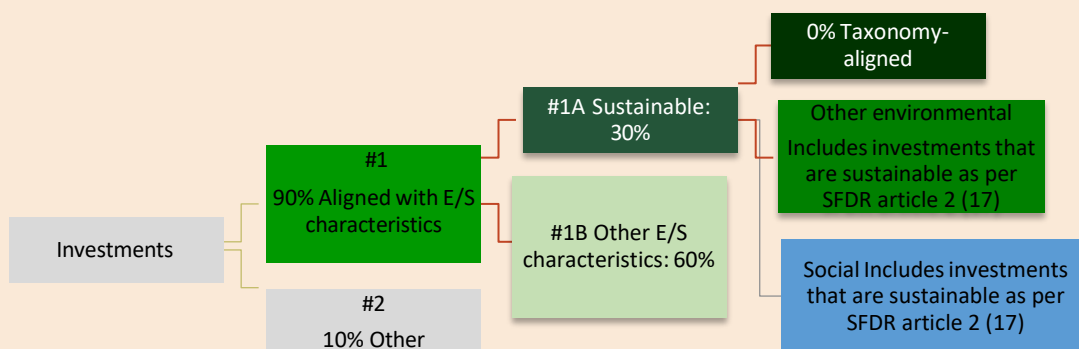 Investments
#1
90% Aligned with E/S
characteristics
#2
10% Other
#1A Sustainable:
30%
#1B Other E/S
characteristics: 60%
0% Taxonomy-
aligned
Other environmental
Includes investments that
are sustainable as per
SFDR article 2 (17)
Social Includes investments
that are sustainable as per
SFDR article 2 (17)